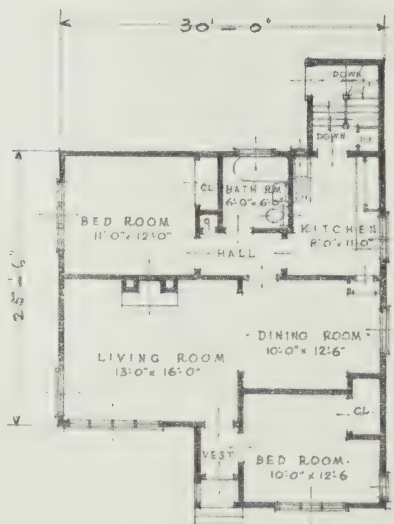 30'-0"
DOWN
DOWN
CL
BATH RM.
6'-0"x 6'-0"
BED ROOM
11'-0"x 12'-0"
KITCHEN
8'-0"x 11'-0"
HALL
25'-6"
DINING ROOM
10'-0"x 12'-6"
LIVING ROOM
13'-0"x 16'-0"
CL.
VEST
BED ROOM
10'-0"x 12'-6